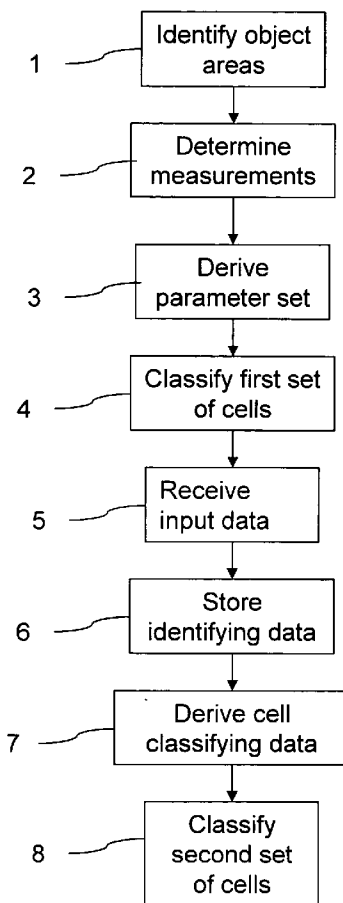 Identify object
areas
1
Determine
measurements
2
Derive
parameter set
3
Classify first set
of cells
4
Receive
input data
5
Store
identifying data
6
Derive cell
classifying data
7
Classify
second set
of cells
8